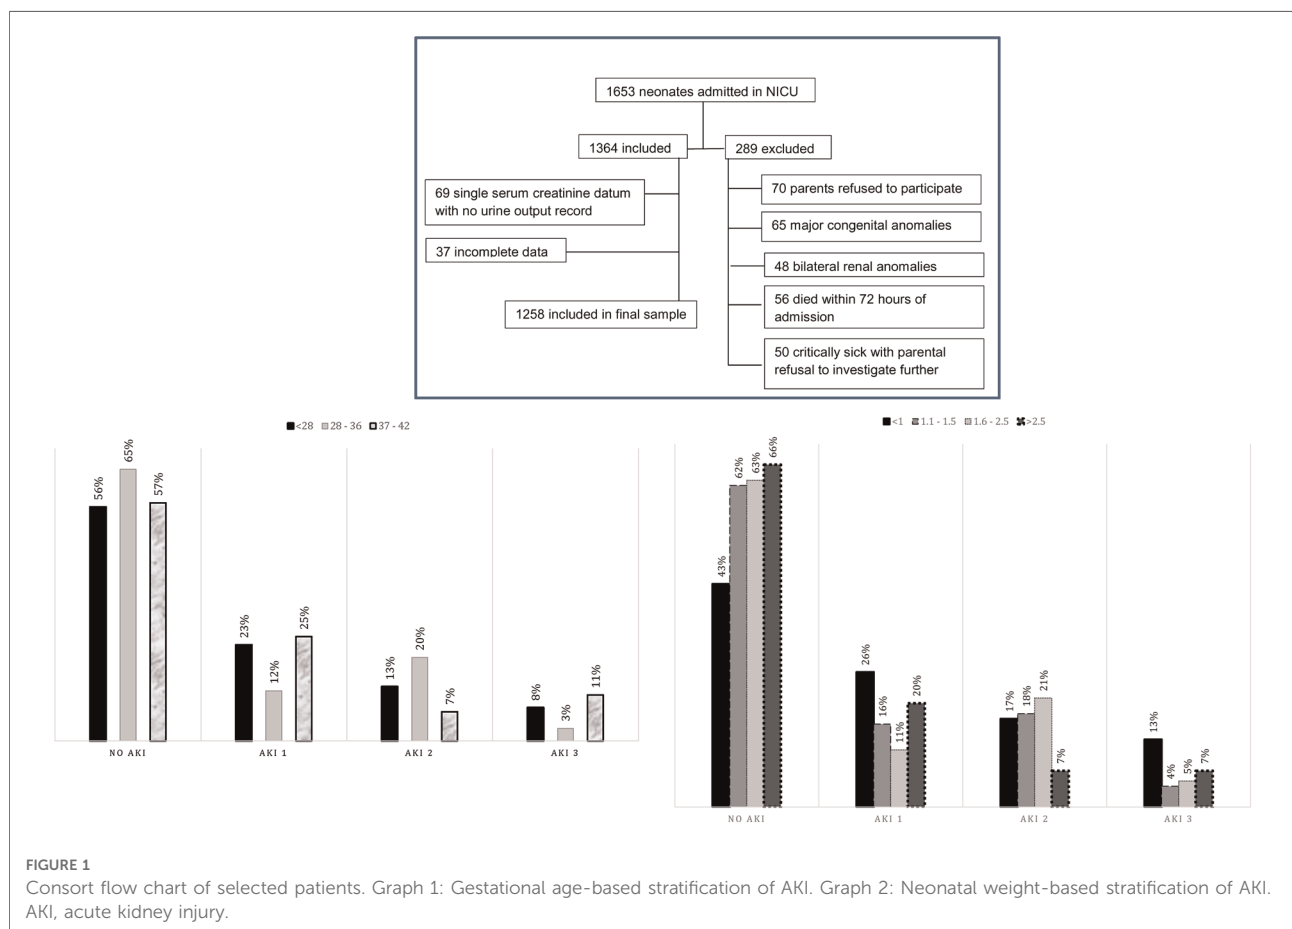 1653 neonates admitted in NICU
1364 included
289 excluded
69 single serum creatinine datum
with no urine output record
37 incomplete data
1258 included in final sample
70 parents refused to participate
65 major congenital anomalies
48 bilateral renal anomalies
56 died within 72 hours of
admission
50 critically sick with parental
refusal to investigate further
<28 28 - 36 37 - 42
56% 65% 57%
23% 12% 25%
13% 20% 7%
8% 3% 11%
NO AKI AKI 1 AKI 2 AKI 3
<1 1.1 - 1.5 1.6 - 2.5 >2.5
43% 62% 63% 66%
26% 16% 11% 20%
17% 18% 21% 7%
13% 4% 5% 7%
NO AKI AKI 1 AKI 2 AKI 3
FIGURE 1
Consort flow chart of selected patients. Graph 1: Gestational age-based stratification of AKI. Graph 2: Neonatal weight-based stratification of AKI.
AKI, acute kidney injury.